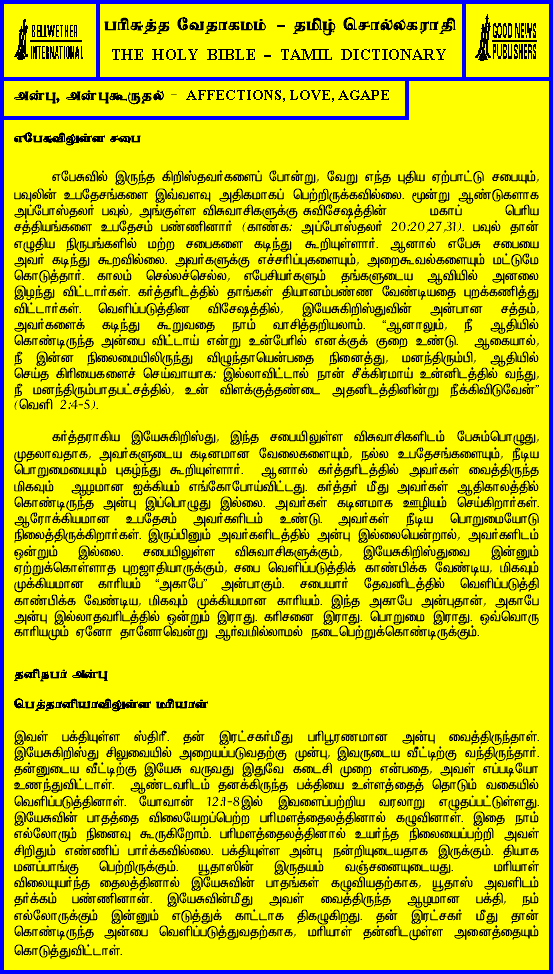 BELLWETHER
INTERNATIONAL
பரிசுத்த வேதாகமம் – தமிழ் சொல்லகராதி
THE HOLY BIBLE – TAMIL DICTIONARY
GOOD NEWS
PUBLISHERS
அன்பு, அன்புகூருதல் – AFFECTIONS, LOVE, AGAPE
எபேசுவிலுள்ள சபை
எபேசுவில் இருந்த கிறிஸ்தவர்களைப் போன்று, வேறு எந்த புதிய ஏற்பாட்டு சபையும்,
பவுலின் உபதேசங்களை இவ்வளவு அதிகமாகப் பெற்றிருக்கவில்லை. மூன்று ஆண்டுகளாக
அப்போஸ்தலர் பவுல், அங்குள்ள விசுவாசிகளுக்கு சுவிசேஷத்தின் மகாப் பெரிய
சத்தியங்களை உபதேசம் பண்ணினார் (காண்க: அப்போஸ்தலர் 20:20,27,31). பவுல் தான்
எழுதிய நிருபங்களில் மற்ற சபைகளை கடிந்து கூறியுள்ளார். ஆனால் எபேசு சபையை
அவர் கடிந்து கூறவில்லை. அவர்களுக்கு எச்சரிப்புகளையும், அறைகூவல்களையும் மட்டுமே
கொடுத்தார். காலம் செல்லச்செல்ல, எபேசியர்களும் தங்களுடைய ஆவியில் அனலை
இழந்து விட்டார்கள். கர்த்தரிடத்தில் தாங்கள் தியானம்பண்ண வேண்டியதை புறக்கணித்து
விட்டார்கள். வெளிப்படுத்தின விசேஷத்தில், இயேசுகிறிஸ்துவின் அன்பான சத்தம்,
அவர்களைக் கடிந்து கூறுவதை நாம் வாசித்தறியலாம். “ஆனாலும், நீ ஆதியில்
கொண்டிருந்த அன்பை விட்டாய் என்று உன்பேரில் எனக்குக் குறை உண்டு. ஆகையால்,
நீ இன்ன நிலைமையிலிருந்து விழுந்தாயென்பதை நினைத்து, மனந்திரும்பி, ஆதியில்
செய்த கிரியைகளைச் செய்வாயாக; இல்லாவிட்டால் நான் சீக்கிரமாய் உன்னிடத்தில் வந்து,
நீ மனந்திரும்பாதபட்சத்தில், உன் விளக்குத்தண்டை அதனிடத்தினின்று நீக்கிவிடுவேன்”
(வெளி 2:4-5).
கர்த்தராகிய இயேசுகிறிஸ்து, இந்த சபையிலுள்ள விசுவாசிகளிடம் பேசும்பொழுது,
முதலாவதாக, அவர்களுடைய கடினமான வேலைகளையும், நல்ல உபதேசங்களையும், நீடிய
பொறுமையையும் புகழ்ந்து கூறியுள்ளார். ஆனால் கர்த்தரிடத்தில் அவர்கள் வைத்திருந்த
மிகவும் ஆழமான ஐக்கியம் எங்கோபோய்விட்டது. கர்த்தர் மீது அவர்கள் ஆதிகாலத்தில்
கொண்டிருந்த அன்பு இப்பொழுது இல்லை. அவர்கள் கடினமாக ஊழியம் செய்கிறார்கள்.
ஆரோக்கியமான உபதேசம் அவர்களிடம் உண்டு. அவர்கள் நீடிய பொறுமையோடு
நிலைத்திருக்கிறார்கள். இருப்பினும் அவர்களிடத்தில் அன்பு இல்லையென்றால், அவர்களிடம்
ஒன்றும் இல்லை. சபையிலுள்ள விசுவாசிகளுக்கும், இயேசுகிறிஸ்துவை இன்னும்
ஏற்றுக்கொள்ளாத புறஜாதியாருக்கும், சபை வெளிப்படுத்திக் காண்பிக்க வேண்டிய, மிகவும்
முக்கியமான காரியம் “அகாபே” அன்பாகும். சபையார் தேவனிடத்தில் வெளிப்படுத்தி
காண்பிக்க வேண்டிய, மிகவும் முக்கியமான காரியம். இந்த அகாபே அன்புதான், அகாபே
அன்பு இல்லாதவரிடத்தில் ஒன்றும் இராது. கரிசனை இராது. பொறுமை இராது. ஒவ்வொரு
காரியமும் ஏனோ தானோவென்று ஆர்வமில்லாமல் நடைபெற்றுக்கொண்டிருக்கும்.
தனிநபர் அன்பு
பெத்தானியாவிலுள்ள மரியாள்
இவள் பக்தியுள்ள ஸ்திரீ. தன் இரட்சகர்மீது பரிபூரணமான அன்பு வைத்திருந்தாள்.
இயேசுகிறிஸ்து சிலுவையில் அறையப்படுவதற்கு முன்பு, இவருடைய வீட்டிற்கு வந்திருந்தார்.
தன்னுடைய வீட்டிற்கு இயேசு வருவது இதுவே கடைசி முறை என்பதை, அவள் எப்படியோ
உணர்ந்துவிட்டாள். ஆண்டவரிடம் தனக்கிருந்த பக்தியை உள்ளத்தைத் தொடும் வகையில்
வெளிப்படுத்தினாள். யோவான் 12:1-8இல் இவளைப்பற்றிய வரலாறு எழுதப்பட்டுள்ளது.
இயேசுவின் பாதத்தை விலையேறப்பெற்ற பரிமளத்தைலத்தினால் கழுவினாள். இதை நாம்
எல்லோரும் நினைவு கூருகிறோம். பரிமளத்தைலத்தினால் உயர்ந்த நிலையைப்பற்றி அவள்
சிறிதும் எண்ணிப் பார்க்கவில்லை. பக்தியுள்ள அன்பு நன்றியுடையதாக இருக்கும். தியாக
மனப்பாங்கு பெற்றிருக்கும். யூதாஸின் இருதயம் வஞ்சனையுடையது. மரியாள்
விலையுயர்ந்த தைலத்தினால் இயேசுவின் பாதங்கள் கழுவியதற்காக, யூதாஸ் அவளிடம்
தர்க்கம் பண்ணினான். இயேசுவின்மீது அவள் வைத்திருந்த ஆழமான பக்தி, நம்
எல்லோருக்கும் இன்னும் எடுத்துக் காட்டாக திகழுகிறது. தன் இரட்சகர் மீது தான்
கொண்டிருந்த அன்பை வெளிப்படுத்துவதற்காக, மரியாள் தன்னிடமுள்ள அனைத்தையும்
கொடுத்துவிட்டாள்.